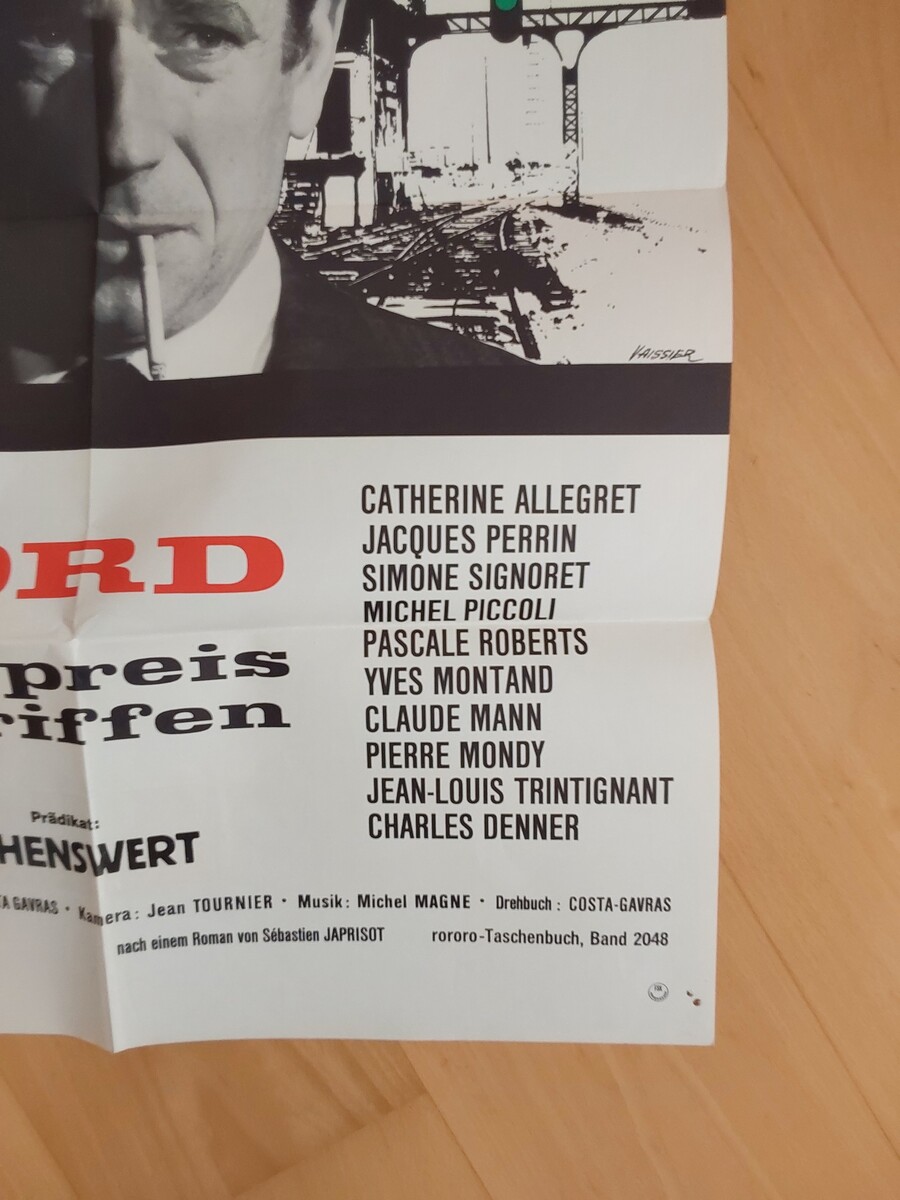 VAISSIER
CATHERINE ALLEGRET
JACQUES PERRIN
SIMONE SIGNORET
MICHEL PICCOLI
PASCALE ROBERTS
YVES MONTAND
CLAUDE MANN
PIERRE MONDY
JEAN-LOUIS TRINTIGNANT
CHARLES DENNER
ORD
preis
riffen
Prädikat:
HENSWERT
TA GAVRAS · Kamera: Jean TOURNIER · Musik: Michel MAGNE · Drehbuch: COSTA-GAVRAS
nach einem Roman von Sébastien JAPRISOT rororo-Taschenbuch, Band 2048